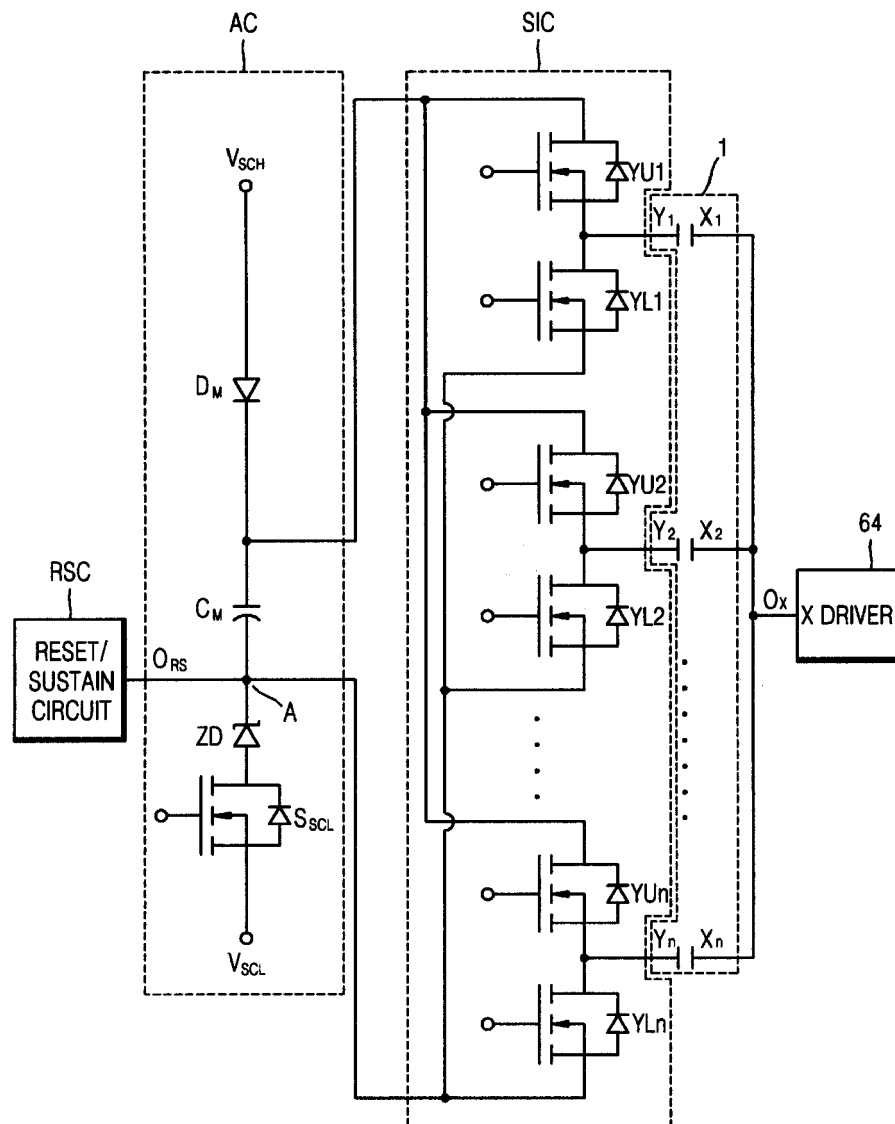 AC
SIC
V_SCH
YU1
1
Y₁ X₁
YL1
D_M
YU2
Y₂ X₂
64
RSC
C_M
YL2
O_X
X DRIVER
RESET/
SUSTAIN
CIRCUIT
O_RS
A
ZD
S_SCL
YUn
Yₙ Xₙ
V_SCL
YLn